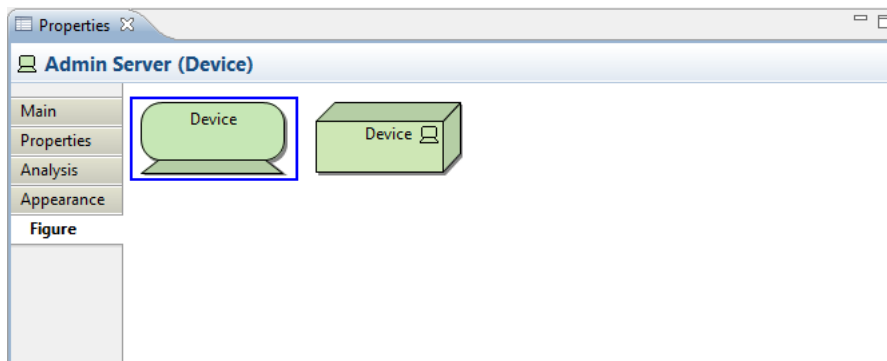 Properties
Admin Server (Device)
Main
Properties
Analysis
Appearance
Figure
Device
Device